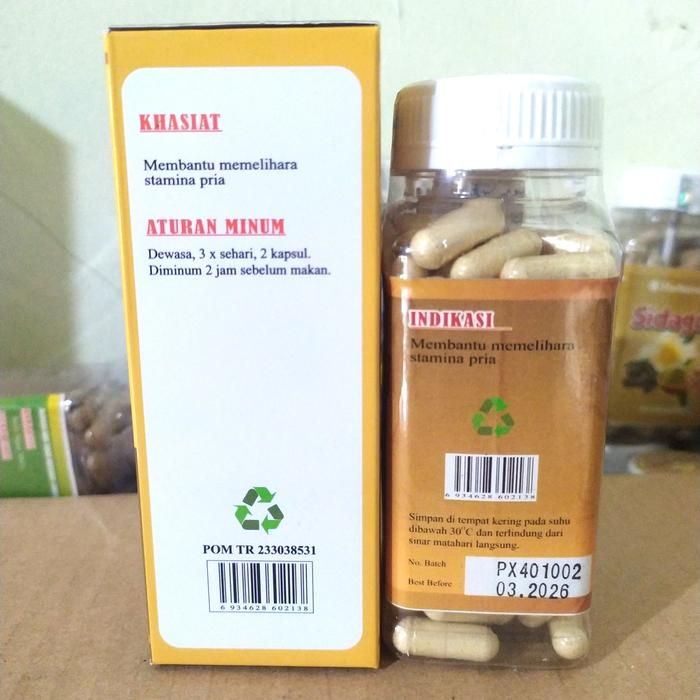 KHASIAT
Membantu memelihara
stamina pria
ATURAN MINUM
Dewasa, 3 x sehari, 2 kapsul.
Diminum 2 jam sebelum makan.
POM TR 233038531
6 934628 602138
INDIKASI
Membantu memelihara
stamina pria
6 934628 602138
Simpan di tempat kering pada suhu
dibawah 30°C dan terlindung dari
sinar matahari langsung.
No. Batch PX401002
Best Before 03.2026